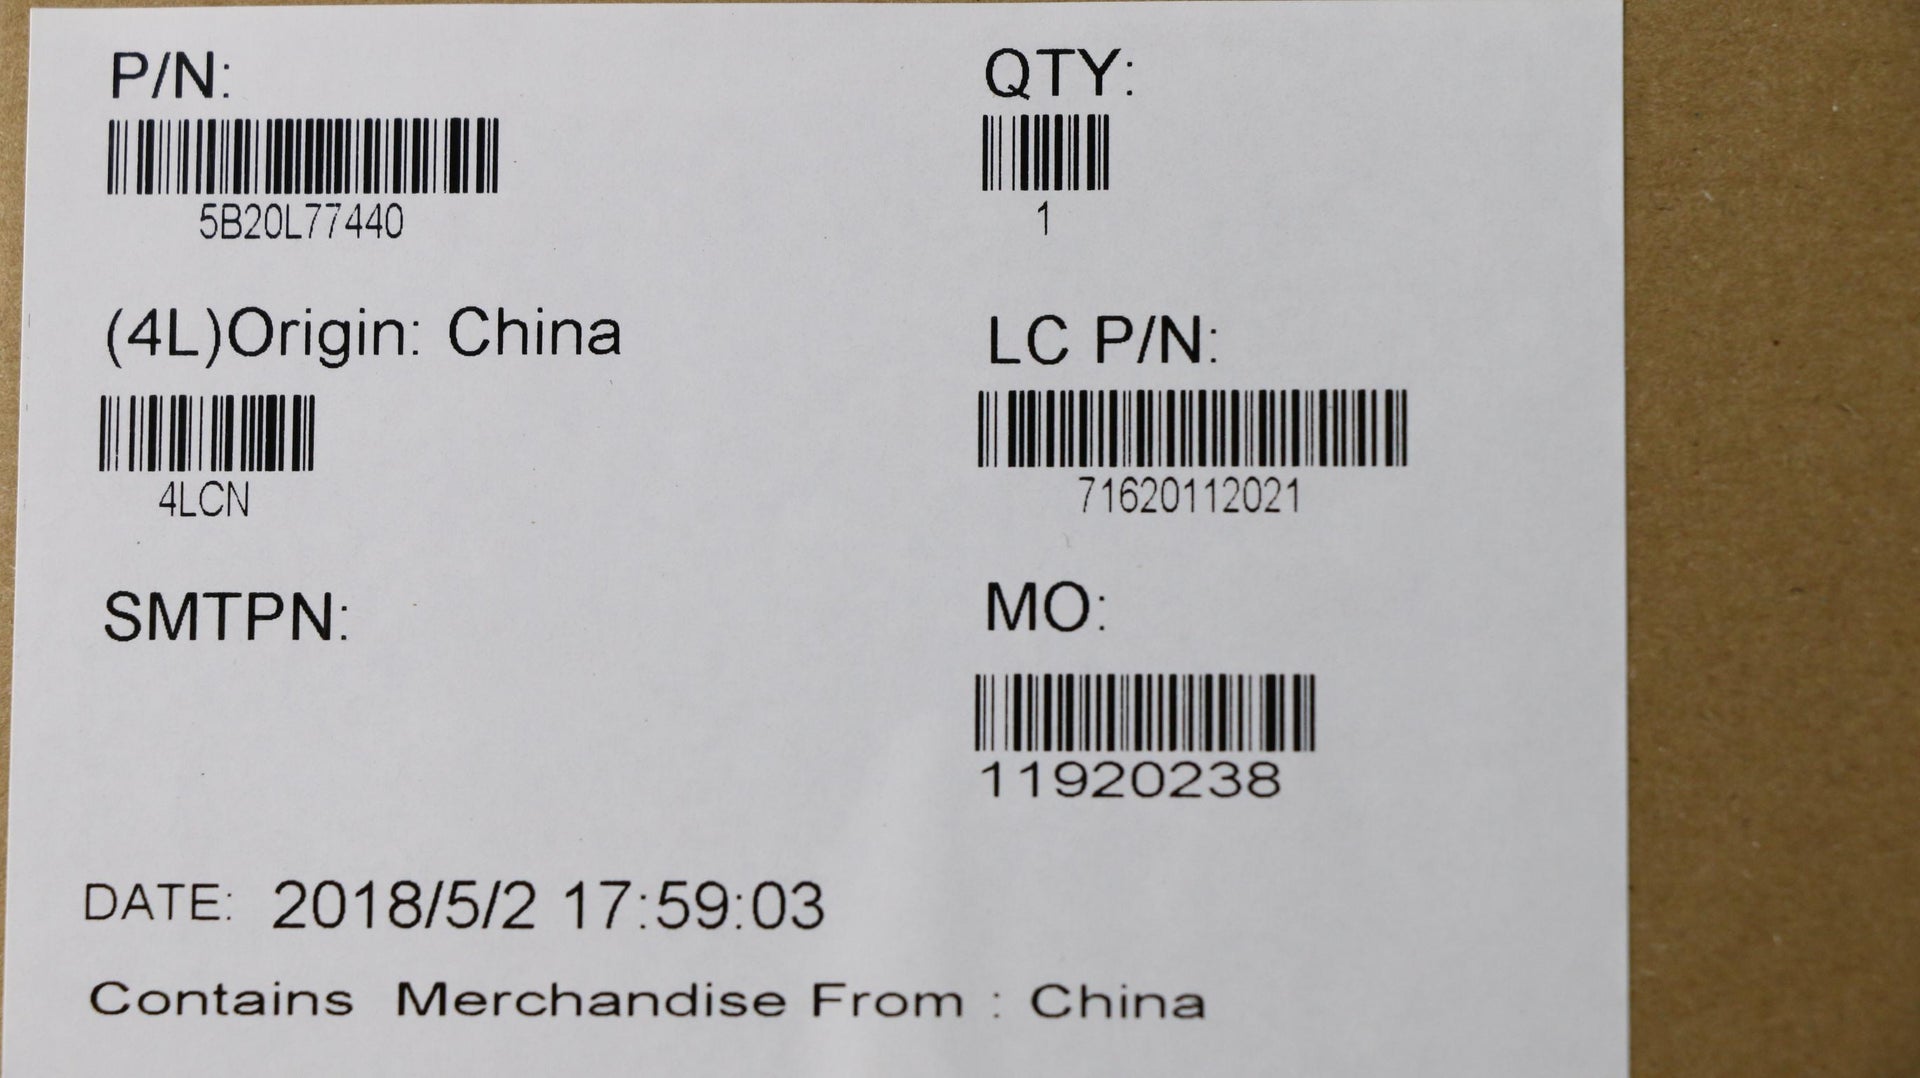 P/N:
5B20L77440
QTY:
1
(4L)Origin: China
4LCN
LC P/N:
71620112021
SMTPN:
MO:
11920238
DATE: 2018/5/2 17:59:03
Contains Merchandise From : China